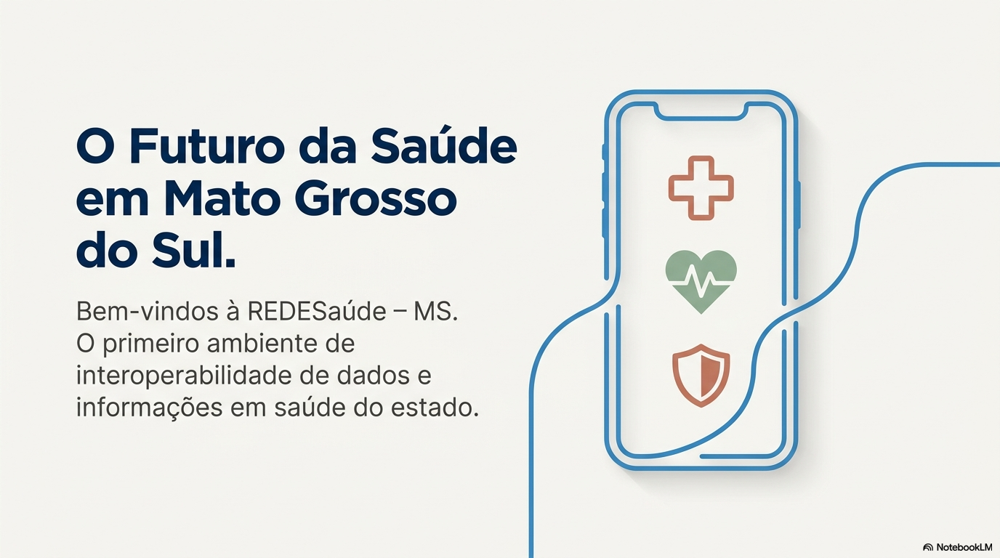 O Futuro da Saúde
em Mato Grosso
do Sul.
Bem-vindos à REDESaúde – MS.
O primeiro ambiente de
interoperabilidade de dados e
informações em saúde do estado.
NotebookLM